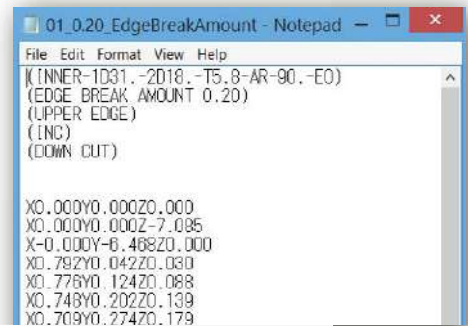 01_0.20_EdgeBreakAmount - Notepad
File Edit Format View Help
(INNER-1D31.-2D18.-T5.8-AR-90.-E0)
(EDGE BREAK AMOUNT 0.20)
(UPPER EDGE)
(INC)
(DOWN CUT)
X0.000Y0.000Z0.000
X0.000Y0.000Z-7.085
X-0.000Y-6.468Z0.000
X0.792Y0.042Z0.030
X0.776Y0.124Z0.088
X0.748Y0.202Z0.139
X0.709Y0.274Z0.179